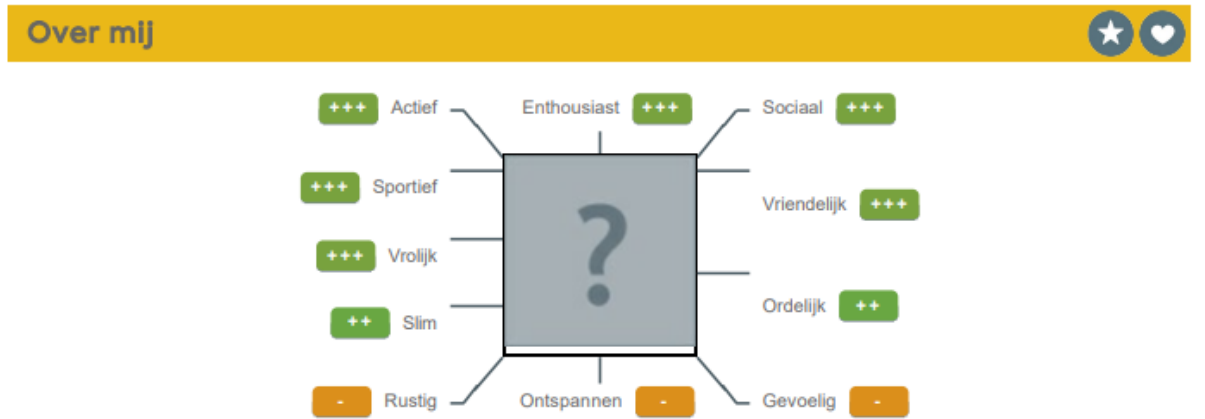 Over mij
+++ Actief
Enthousiast +++
Sociaal +++
+++ Sportief
Vriendelijk +++
+++ Vrolijk
?
Ordelijk ++
++ Slim
- Rustig
Ontspannen -
Gevoelig -